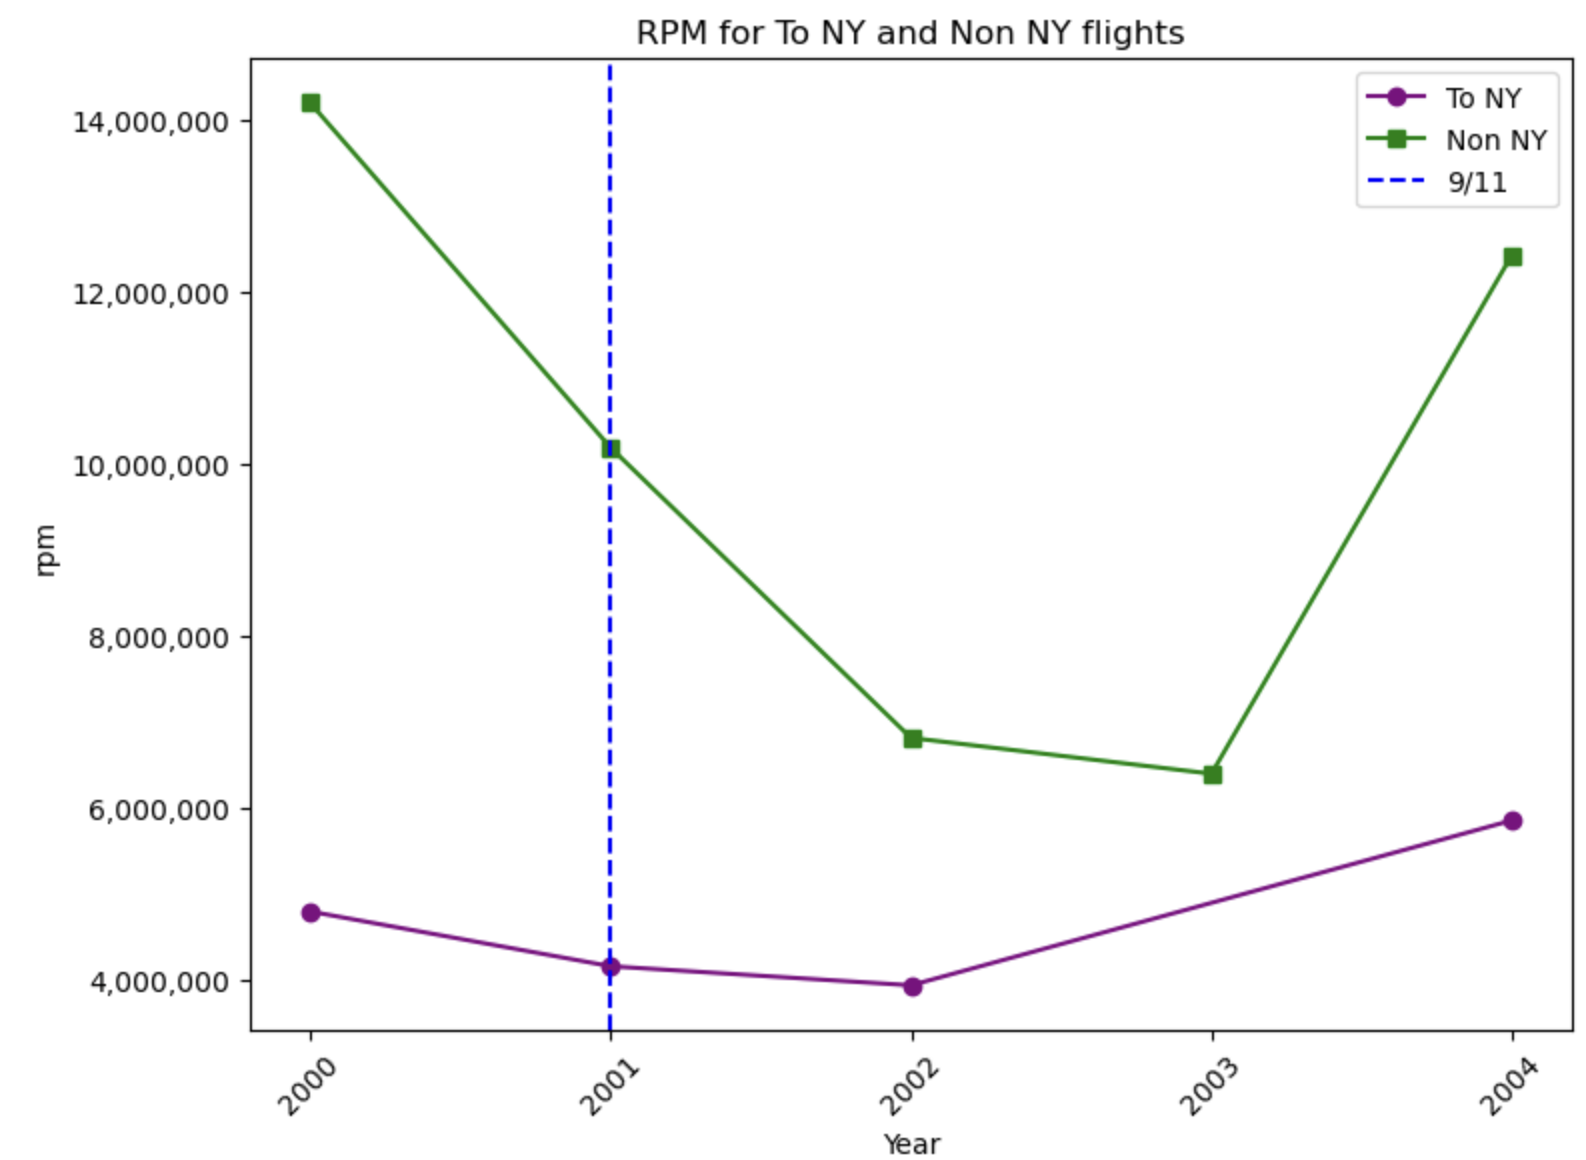 RPM for To NY and Non NY flights
To NY
Non NY
9/11
14,000,000
12,000,000
10,000,000
8,000,000
6,000,000
4,000,000
rpm
2000
2001
2002
2003
2004
Year